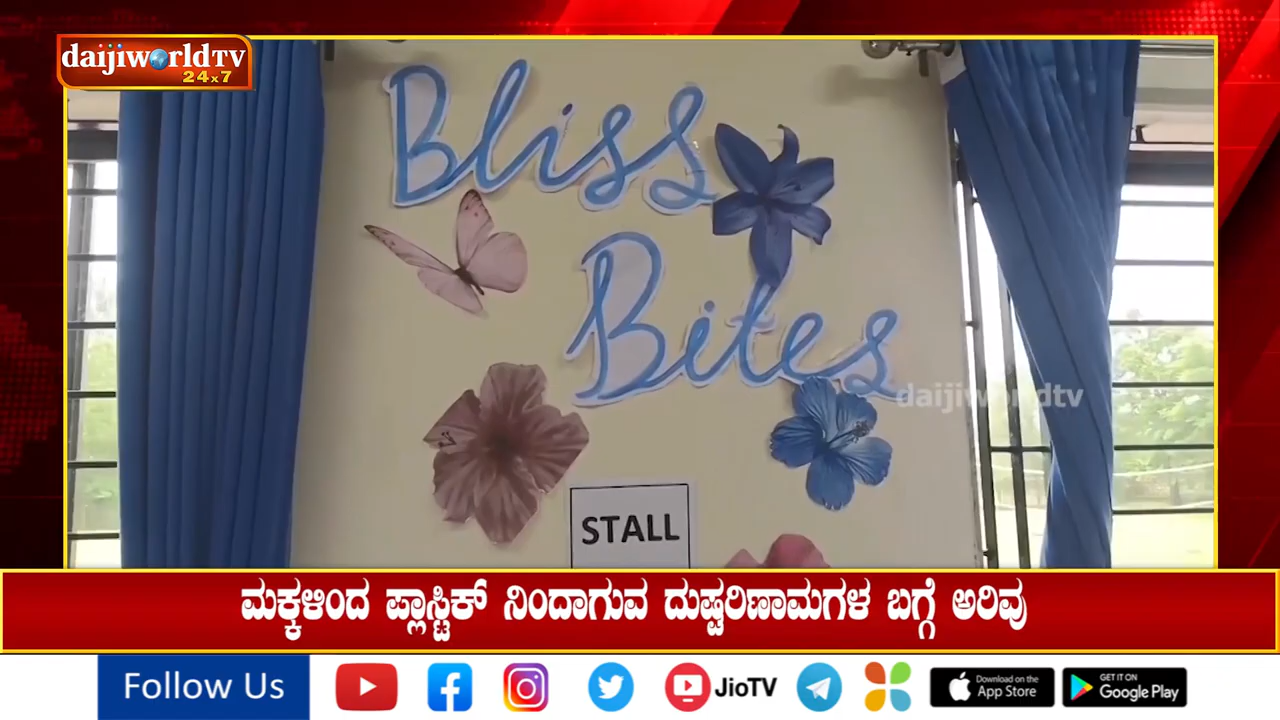 daijiworldTV
24x7
Bliss
Bites
daijiworldtv
STALL
ಮಕ್ಕಳಿಂದ ಪ್ಲಾಸ್ಟಿಕ್ ನಿಂದಾಗುವ ದುಷ್ಪರಿಣಾಮಗಳ ಬಗ್ಗೆ ಅರಿವು
Follow Us
JioTV
Download on the
App Store
GET IT ON
Google Play